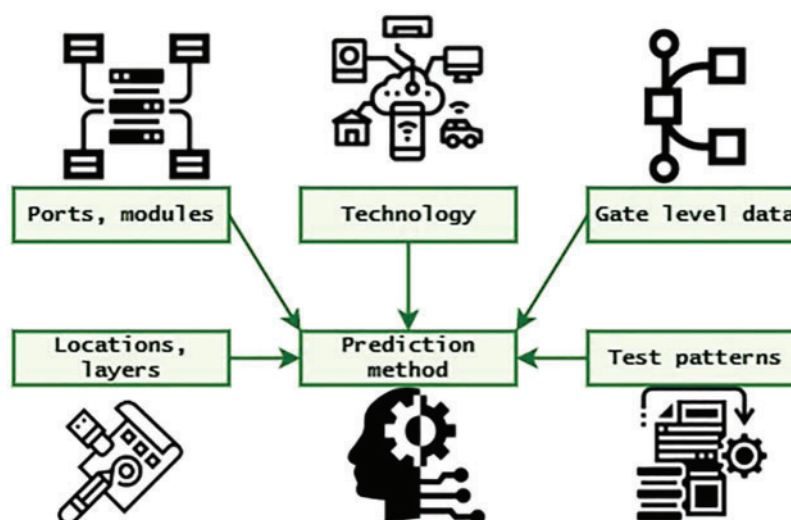 Ports, modules
Technology
Gate level data
Locations,
layers
Prediction
method
Test patterns